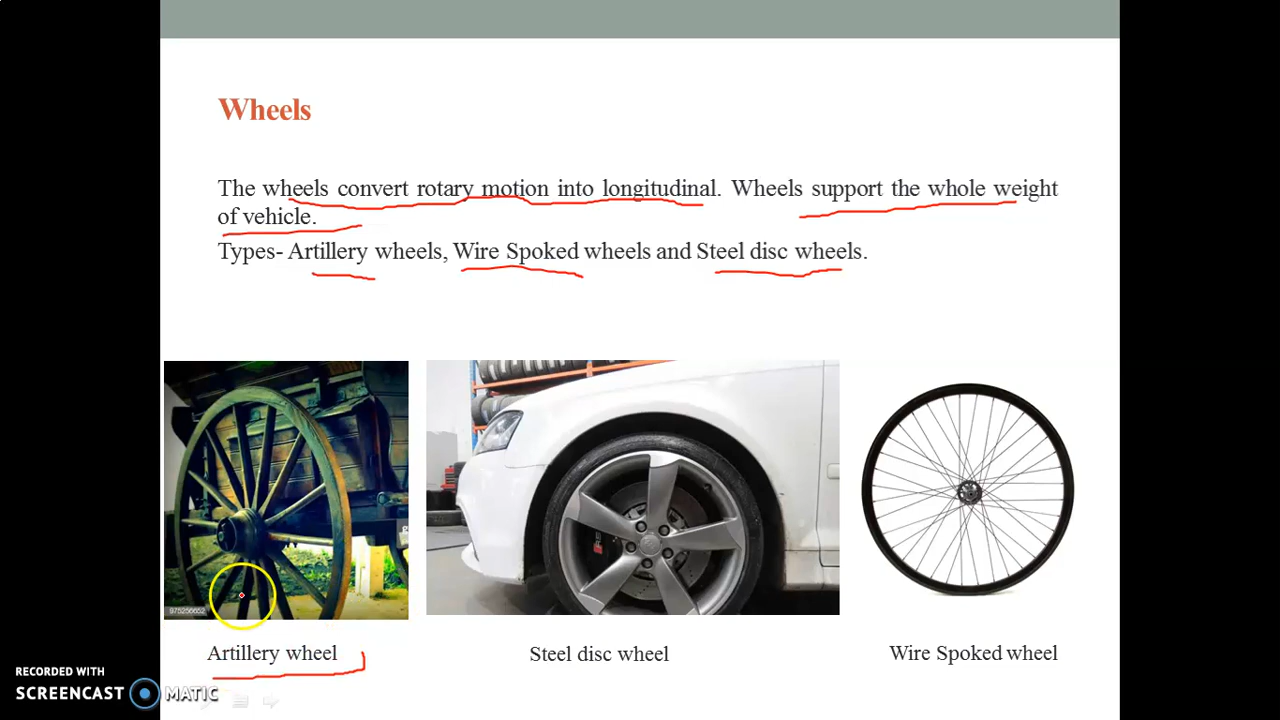 Wheels
The wheels convert rotary motion into longitudinal. Wheels support the whole weight
of vehicle.
Types- Artillery wheels, Wire Spoked wheels and Steel disc wheels.
975256652
Artillery wheel
Steel disc wheel
Wire Spoked wheel
RECORDED WITH
SCREENCAST MATIC